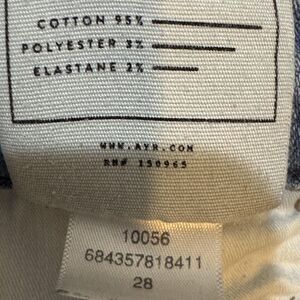 COTTON 95%
POLYESTER 3%
ELASTANE 2%
WWW.AYR.COM
RN# 150965
10056
684357818411
28